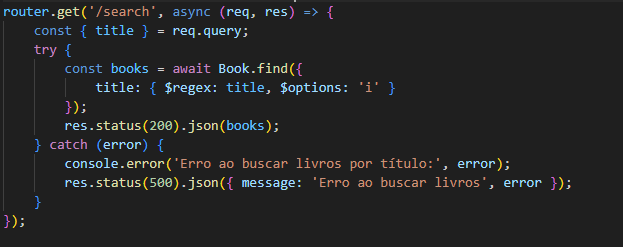 router.get('/search', async (req, res) => {
    const { title } = req.query;
    try {
        const books = await Book.find({
            title: { $regex: title, $options: 'i' }
        });
        res.status(200).json(books);
    } catch (error) {
        console.error('Erro ao buscar livros por título:', error);
        res.status(500).json({ message: 'Erro ao buscar livros', error });
    }
});